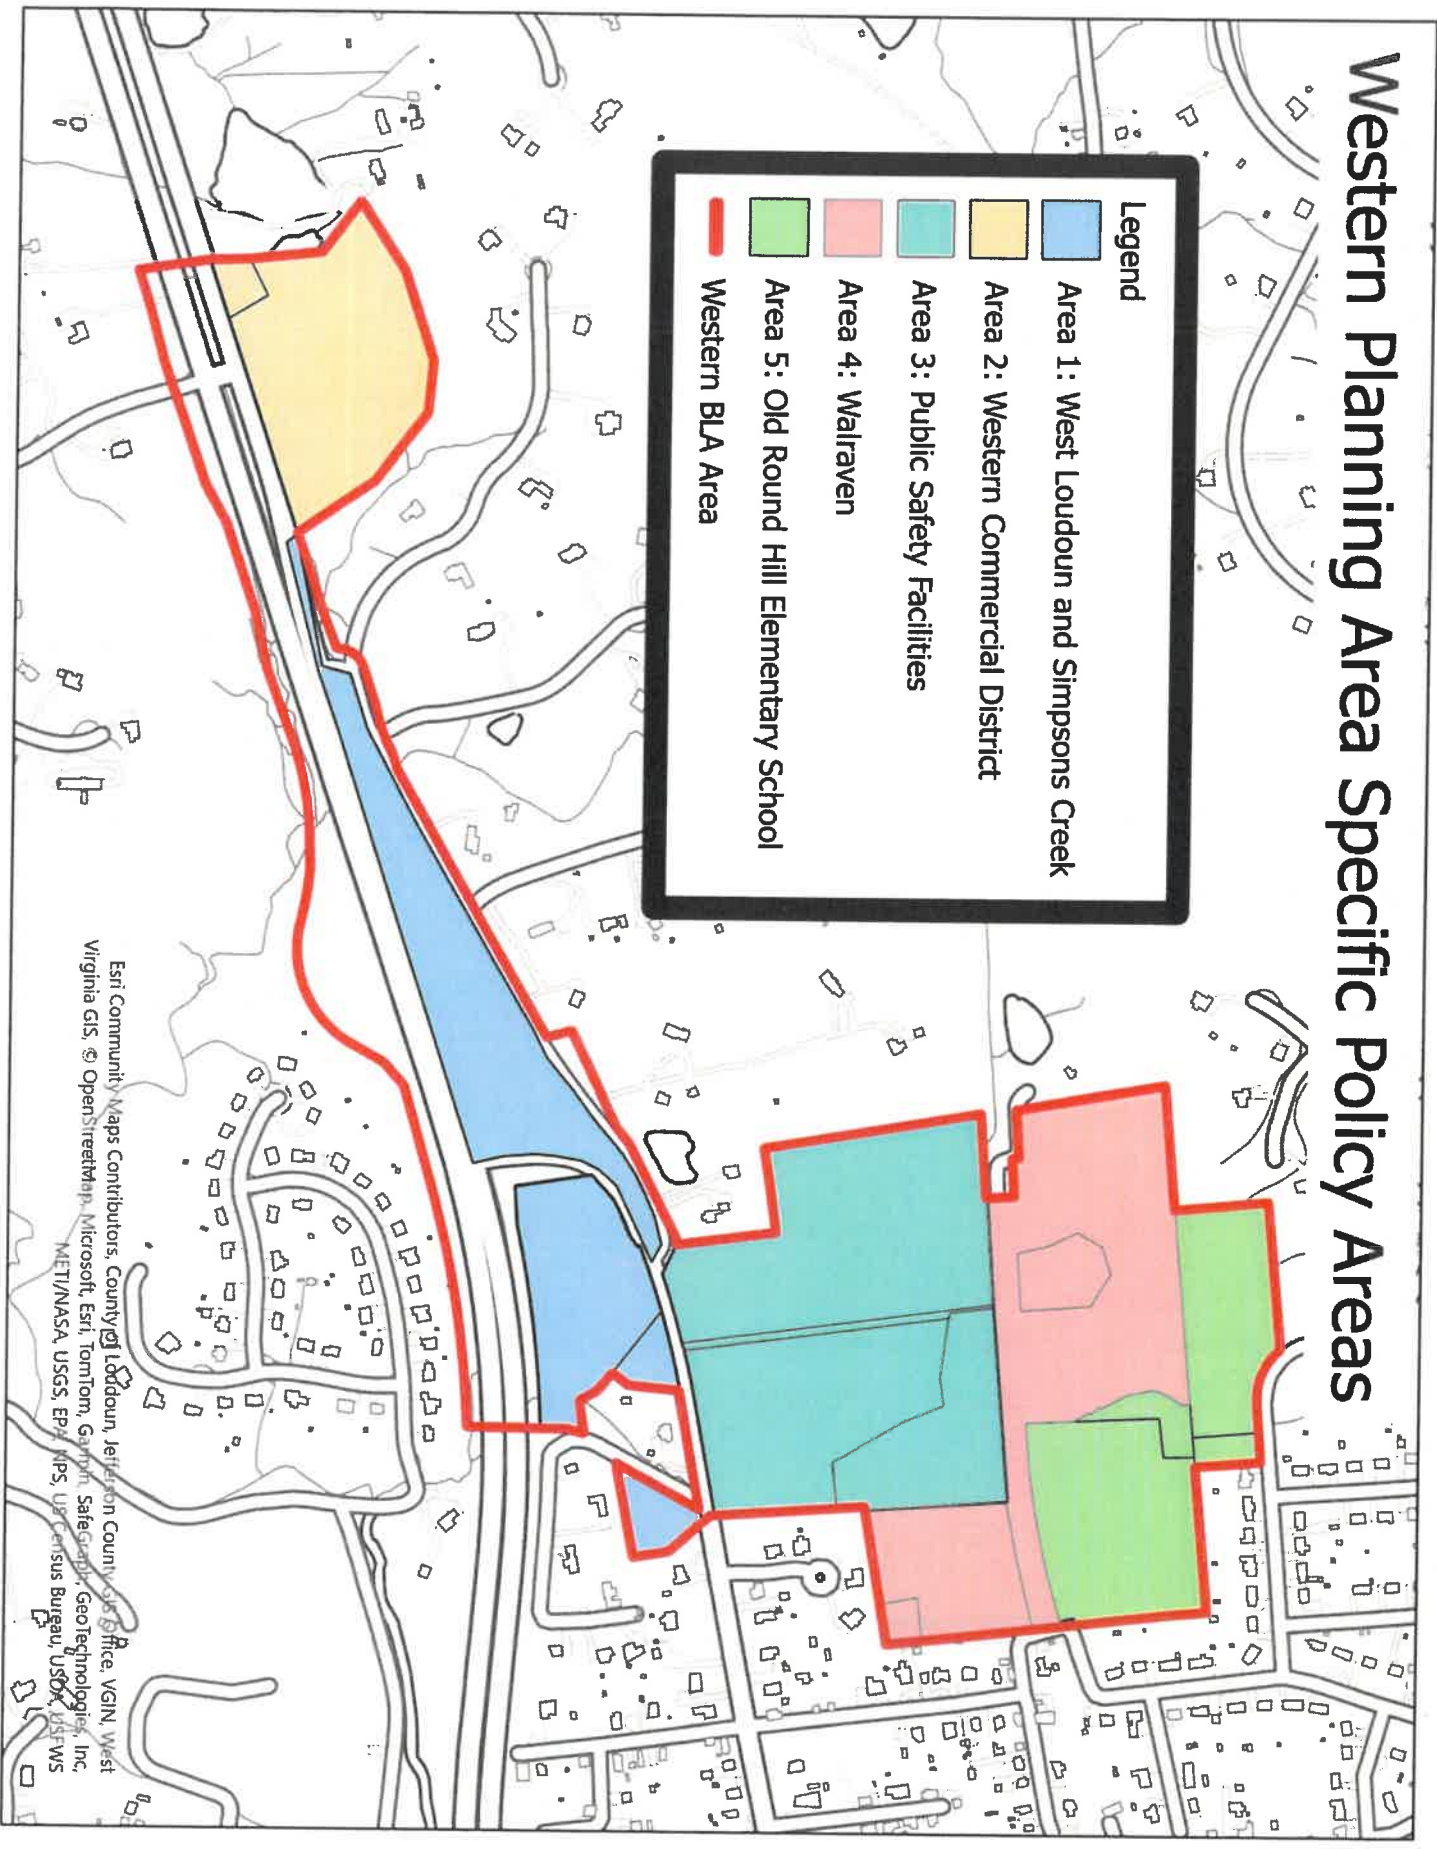 Western Planning Area Specific Policy Areas
Legend
Area 1: West Loudoun and Simpsons Creek
Area 2: Western Commercial District
Area 3: Public Safety Facilities
Area 4: Walraven
Area 5: Old Round Hill Elementary School
Western BLA Area
Esri Community Maps Contributors, County of Loudoun, Jefferson County GIS Office, VGIN, West
Virginia GIS, © OpenStreetMap, Microsoft, Esri, TomTom, Garmin, SafeGraph, GeoTechnologies, Inc,
METI/NASA, USGS, EPA, NPS, US Census Bureau, USDA, USFWS